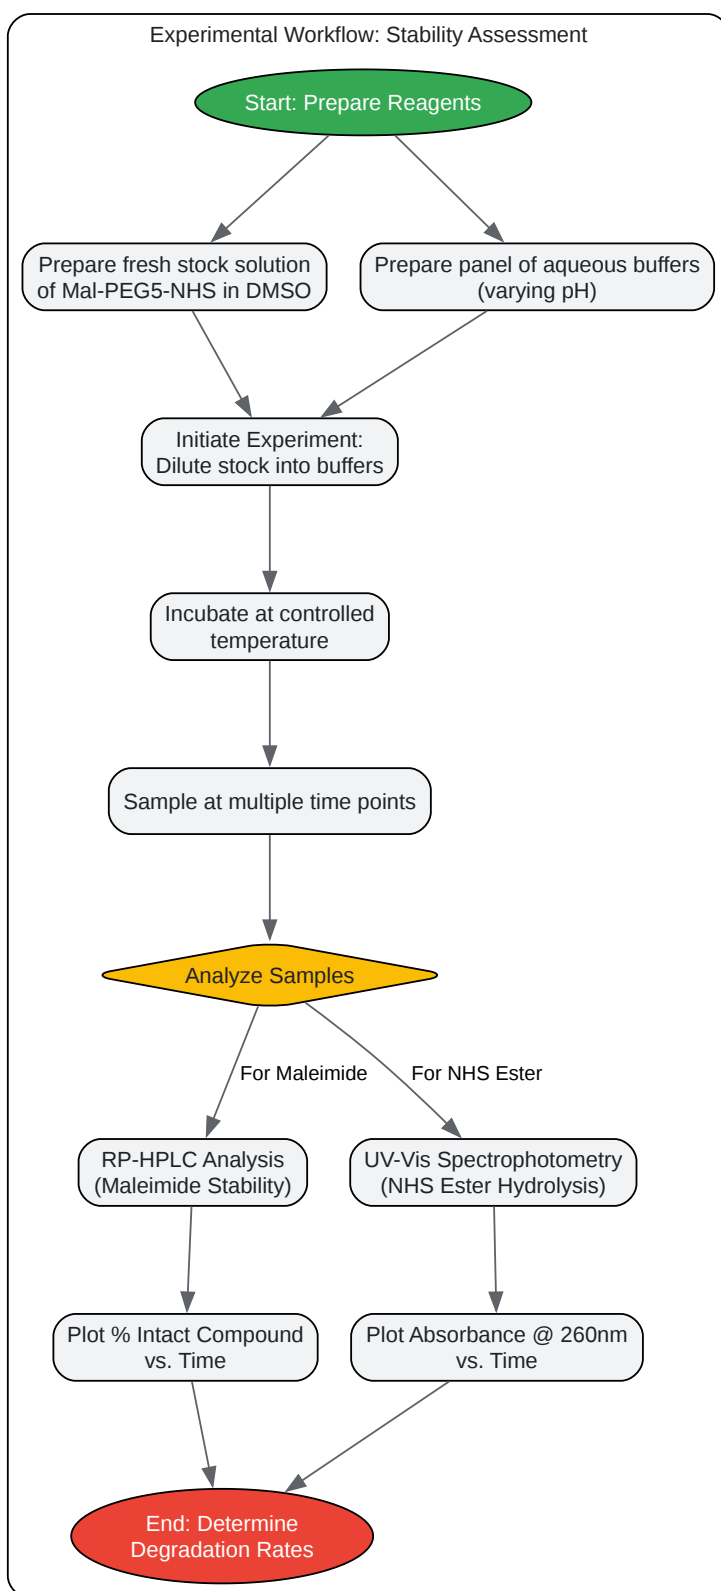 Experimental Workflow: Stability Assessment
Start: Prepare Reagents
Prepare fresh stock solution
of Mal-PEG5-NHS in DMSO
Prepare panel of aqueous buffers
(varying pH)
Initiate Experiment:
Dilute stock into buffers
Incubate at controlled
temperature
Sample at multiple time points
Analyze Samples
For Maleimide
For NHS Ester
RP-HPLC Analysis
(Maleimide Stability)
UV-Vis Spectrophotometry
(NHS Ester Hydrolysis)
Plot % Intact Compound
vs. Time
Plot Absorbance @ 260nm
vs. Time
End: Determine
Degradation Rates